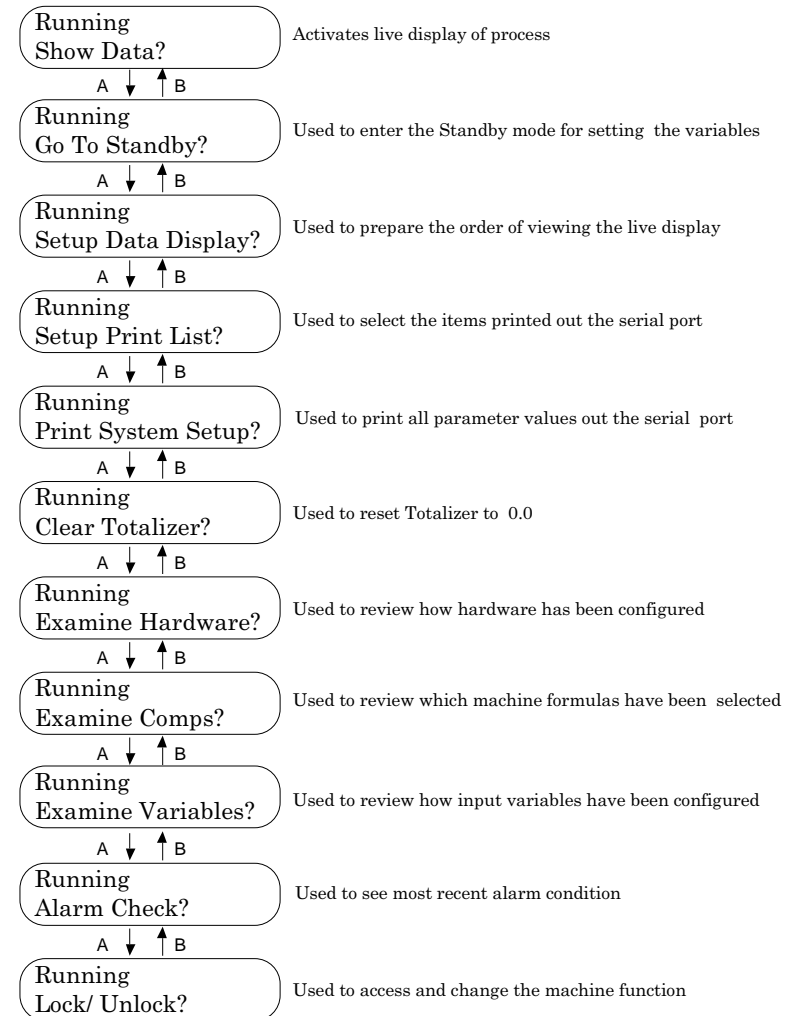 Running
Show Data?
Activates live display of process
A B
Running
Go To Standby?
Used to enter the Standby mode for setting the variables
A B
Running
Setup Data Display?
Used to prepare the order of viewing the live display
A B
Running
Setup Print List?
Used to select the items printed out the serial port
A B
Running
Print System Setup?
Used to print all parameter values out the serial port
A B
Running
Clear Totalizer?
Used to reset Totalizer to 0.0
A B
Running
Examine Hardware?
Used to review how hardware has been configured
A B
Running
Examine Comps?
Used to review which machine formulas have been selected
A B
Running
Examine Variables?
Used to review how input variables have been configured
A B
Running
Alarm Check?
Used to see most recent alarm condition
A B
Running
Lock/ Unlock?
Used to access and change the machine function